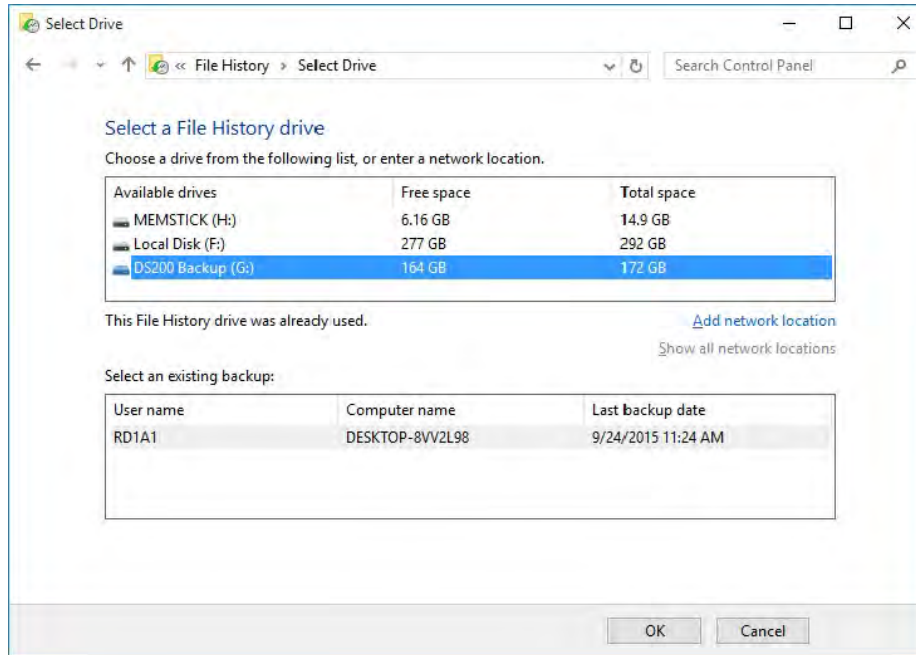 Select Drive
« File History > Select Drive Search Control Panel
Select a File History drive
Choose a drive from the following list, or enter a network location.
Available drives Free space Total space
MEMSTICK (H:) 6.16 GB 14.9 GB
Local Disk (F:) 277 GB 292 GB
DS200 Backup (G:) 164 GB 172 GB
This File History drive was already used. Add network location
Show all network locations
Select an existing backup:
User name Computer name Last backup date
RD1A1 DESKTOP-8VV2L98 9/24/2015 11:24 AM
OK Cancel